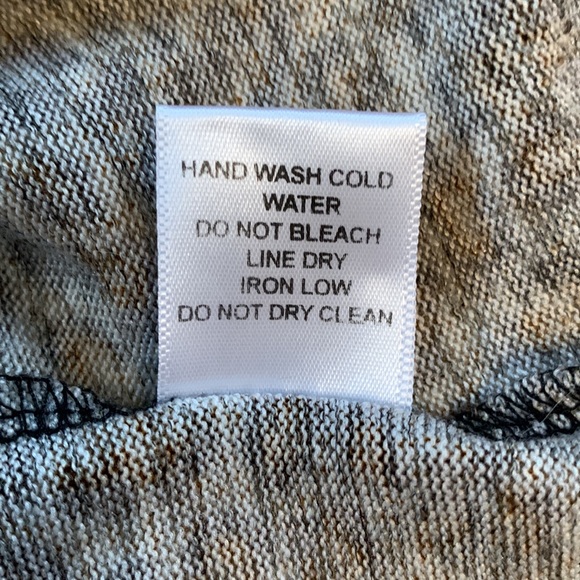 HAND WASH COLD
WATER
DO NOT BLEACH
LINE DRY
IRON LOW
DO NOT DRY CLEAN